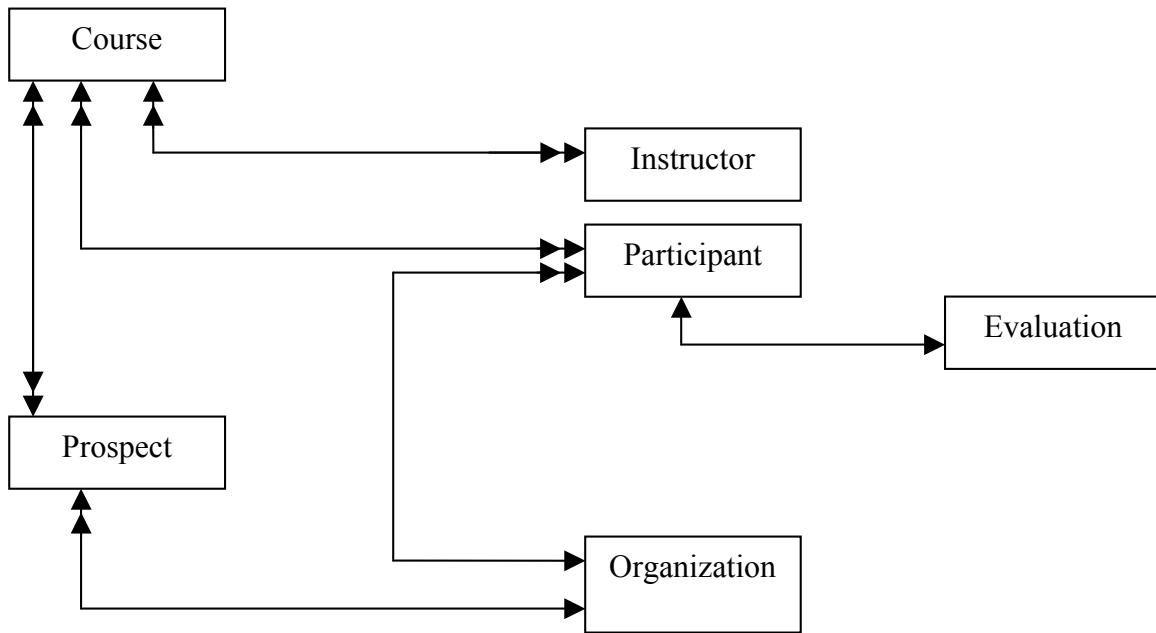 Course
Instructor
Participant
Evaluation
Prospect
Organization